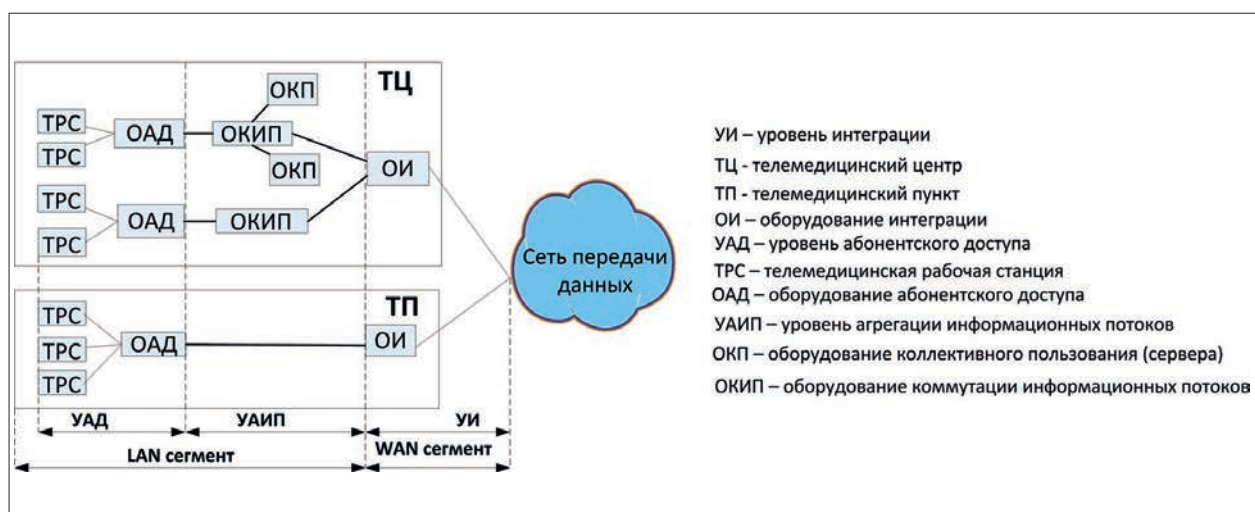 ТЦ
ОКП
ТРС
ОАД
ОКИП
ТРС
ОКП
ОИ
ТРС
ОАД
ОКИП
ТРС
ТП
ТРС
ТРС
ОАД
ОИ
ТРС
УАД
УАИП
УИ
LAN сегмент
WAN сегмент
Сеть передачи
данных
УИ – уровень интеграции
ТЦ - телемедицинский центр
ТП - телемедицинский пункт
ОИ – оборудование интеграции
УАД – уровень абонентского доступа
ТРС – телемедицинская рабочая станция
ОАД – оборудование абонентского доступа
УАИП – уровень агрегации информационных потоков
ОКП – оборудование коллективного пользования (сервера)
ОКИП – оборудование коммутации информационных потоков